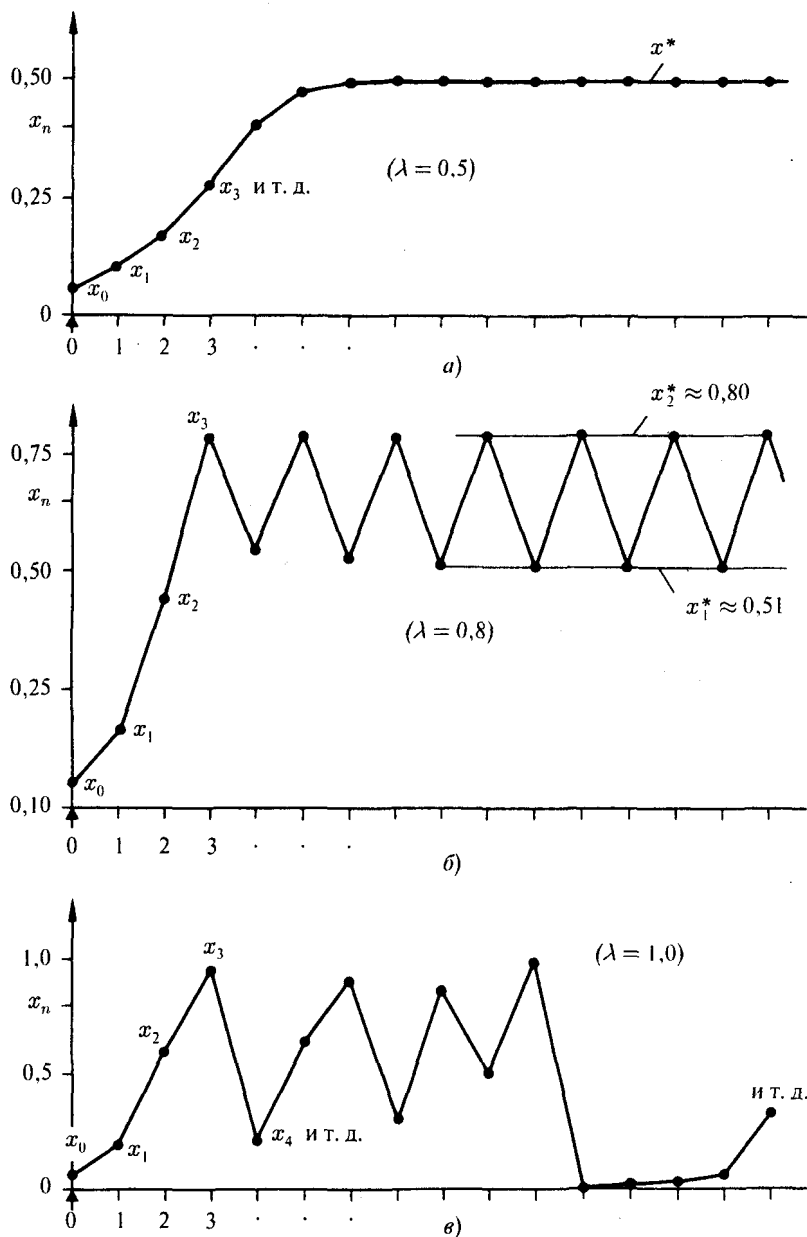 0,50
x*
x_n
(λ = 0,5)
0,25
x_3 и т. д.
x_2
x_1
x_0
0
0 1 2 3 . . .
а)
x_2^* ≈ 0,80
x_3
0,75
x_n
0,50
x_1^* ≈ 0,51
x_2
(λ = 0,8)
0,25
x_1
x_0
0,10
0 1 2 3 . . .
б)
x_3
(λ = 1,0)
1,0
x_n
x_2
0,5
и т. д.
x_0
x_1
x_4 и т. д.
0
0 1 2 3 . . .
в)